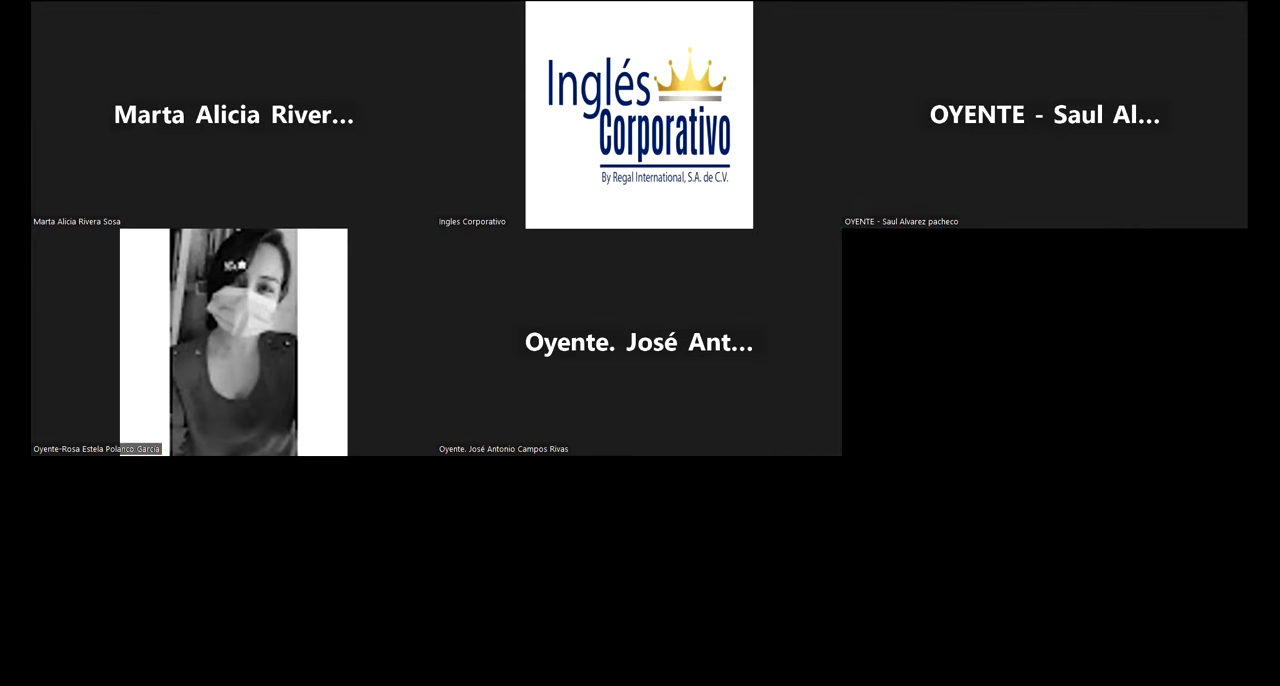 Marta Alicia River...
Inglés
Corporativo
By Regal International, S.A. de C.V.
OYENTE - Saul Al...
Marta Alicia Rivera Sosa
Ingles Corporativo
OYENTE - Saul Alvarez pacheco
Oyente. José Ant...
Oyente-Rosa Estela Polanco García
Oyente. José Antonio Campos Rivas